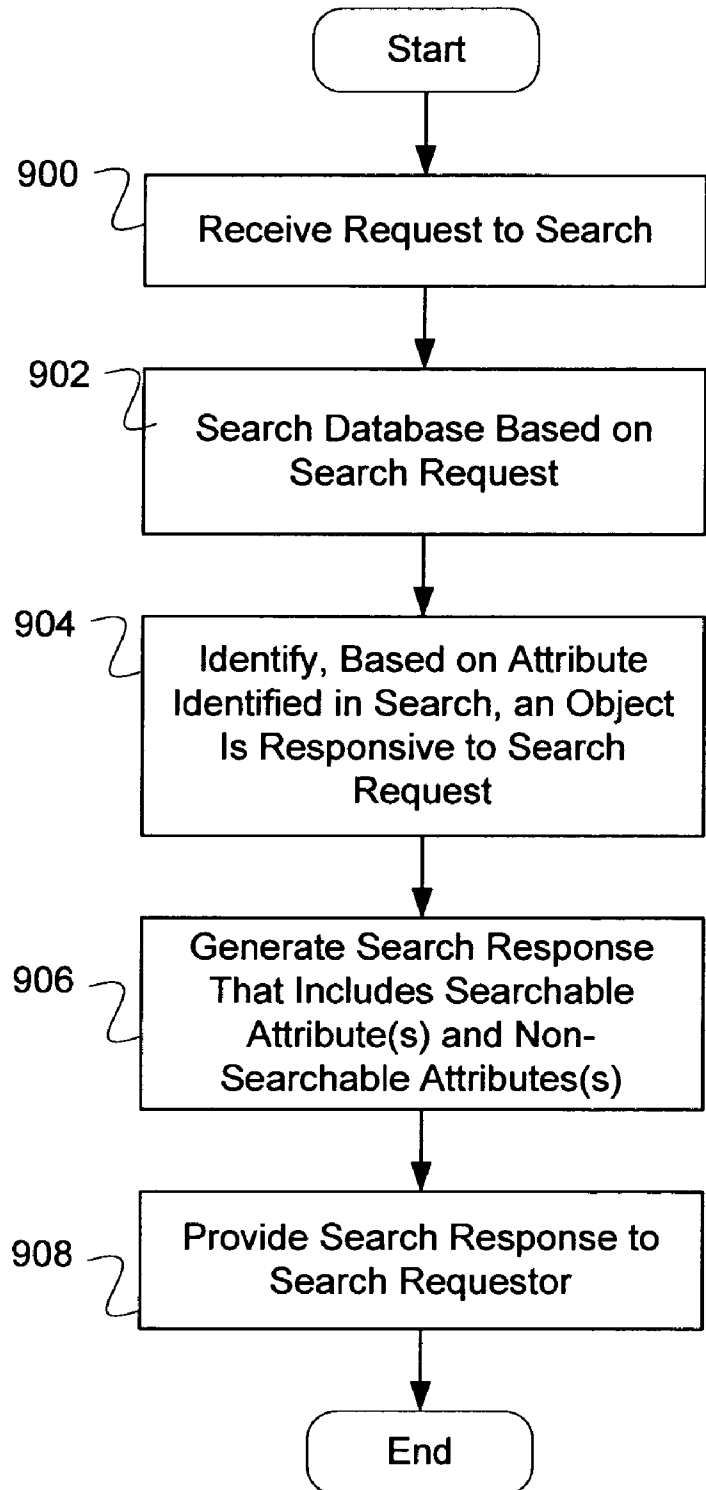 Start
900
Receive Request to Search
902
Search Database Based on
Search Request
904
Identify, Based on Attribute
Identified in Search, an Object
Is Responsive to Search
Request
906
Generate Search Response
That Includes Searchable
Attribute(s) and Non-
Searchable Attributes(s)
908
Provide Search Response to
Search Requestor
End